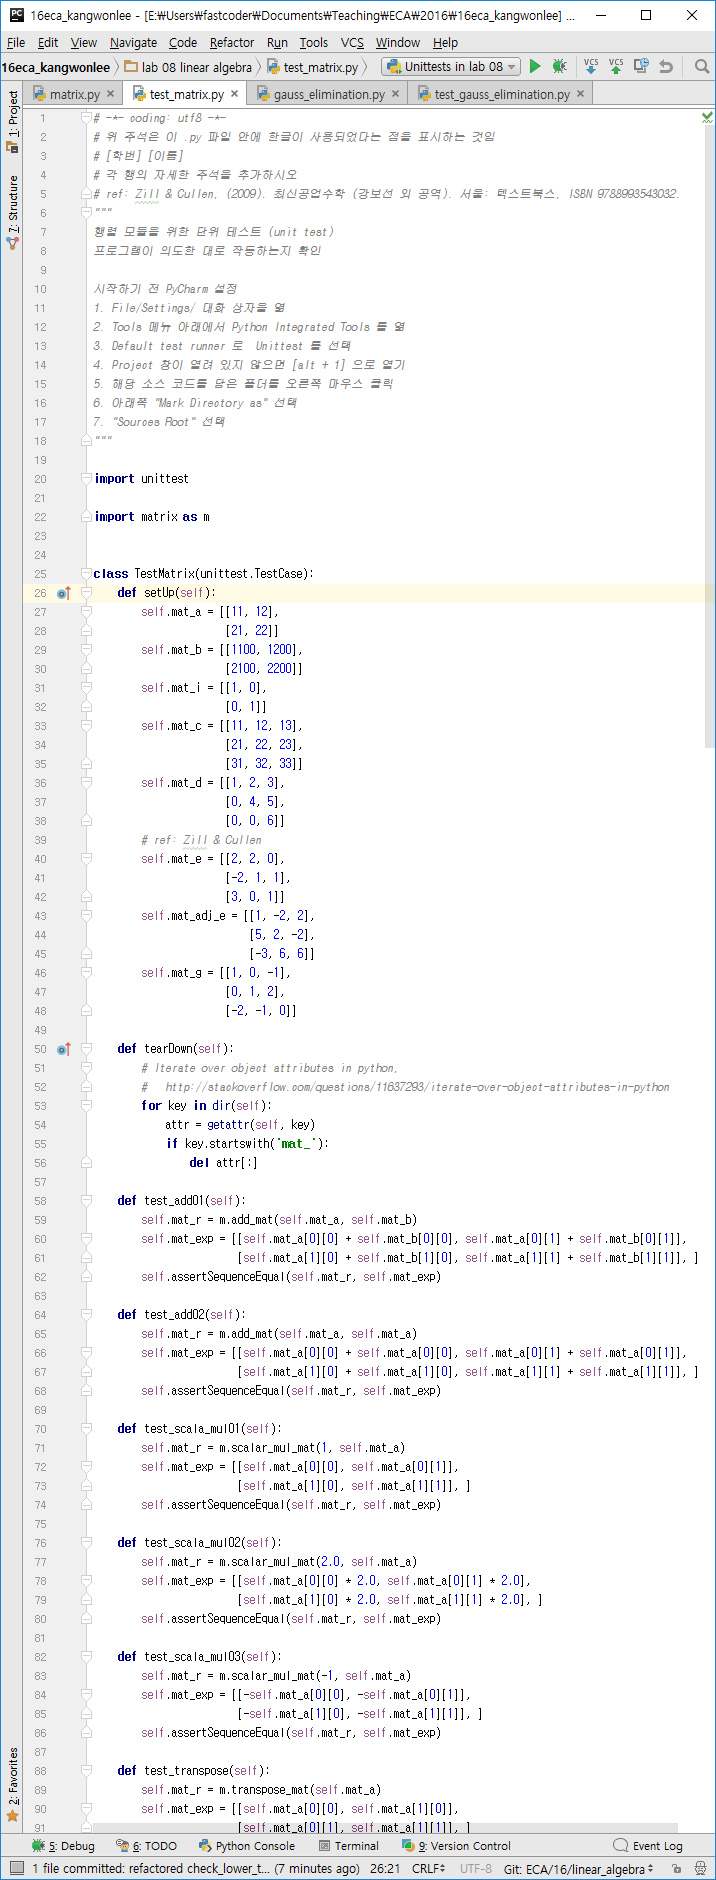 16eca_kangwonlee - [E:₩Users₩fastcoder₩Documents₩Teaching₩ECA₩2016₩16eca_kangwonlee] ...
File Edit View Navigate Code Refactor Run Tools VCS Window Help
16eca_kangwonlee lab 08 linear algebra test_matrix.py Unittests in lab 08 VCS VCS
matrix.py test_matrix.py gauss_elimination.py test_gauss_elimination.py
1: Project
7: Structure
2: Favorites
1 # -*- coding: utf8 -*-
2 # 위 주석은 이 .py 파일 안에 한글이 사용되었다는 점을 표시하는 것임
3 # [학번] [이름]
4 # 각 행의 자세한 주석을 추가하시오
5 # ref: Zill & Cullen, (2009). 최신공업수학 (강보선 외 공역). 서울: 텍스트북스, ISBN 9788993543032.
6 """
7 행렬 모듈을 위한 단위 테스트 (unit test)
8 프로그램이 의도한 대로 작동하는지 확인
9
10 시작하기 전 PyCharm 설정
11 1. File/Settings/ 대화 상자을 엶
12 2. Tools 메뉴 아래에서 Python Integrated Tools 를 엶
13 3. Default test runner 로  Unittest 를 선택
14 4. Project 창이 열려 있지 않으면 [alt + 1] 으로 열기
15 5. 해당 소스 코드를 담은 폴더를 오른쪽 마우스 클릭
16 6. 아래쪽 "Mark Directory as" 선택
17 7. "Sources Root" 선택
18 """
19
20 import unittest
21
22 import matrix as m
23
24
25 class TestMatrix(unittest.TestCase):
26 def setUp(self):
27 self.mat_a = [[11, 12],
28 [21, 22]]
29 self.mat_b = [[1100, 1200],
30 [2100, 2200]]
31 self.mat_i = [[1, 0],
32 [0, 1]]
33 self.mat_c = [[11, 12, 13],
34 [21, 22, 23],
35 [31, 32, 33]]
36 self.mat_d = [[1, 2, 3],
37 [0, 4, 5],
38 [0, 0, 6]]
39 # ref: Zill & Cullen
40 self.mat_e = [[2, 2, 0],
41 [-2, 1, 1],
42 [3, 0, 1]]
43 self.mat_adj_e = [[1, -2, 2],
44 [5, 2, -2],
45 [-3, 6, 6]]
46 self.mat_g = [[1, 0, -1],
47 [0, 1, 2],
48 [-2, -1, 0]]
49
50 def tearDown(self):
51 # Iterate over object attributes in python,
52 #   http://stackoverflow.com/questions/11637293/iterate-over-object-attributes-in-python
53 for key in dir(self):
54 attr = getattr(self, key)
55 if key.startswith('mat_'):
56 del attr[:]
57
58 def test_add01(self):
59 self.mat_r = m.add_mat(self.mat_a, self.mat_b)
60 self.mat_exp = [[self.mat_a[0][0] + self.mat_b[0][0], self.mat_a[0][1] + self.mat_b[0][1]],
61 [self.mat_a[1][0] + self.mat_b[1][0], self.mat_a[1][1] + self.mat_b[1][1]], ]
62 self.assertSequenceEqual(self.mat_r, self.mat_exp)
63
64 def test_add02(self):
65 self.mat_r = m.add_mat(self.mat_a, self.mat_a)
66 self.mat_exp = [[self.mat_a[0][0] + self.mat_a[0][0], self.mat_a[0][1] + self.mat_a[0][1]],
67 [self.mat_a[1][0] + self.mat_a[1][0], self.mat_a[1][1] + self.mat_a[1][1]], ]
68 self.assertSequenceEqual(self.mat_r, self.mat_exp)
69
70 def test_scala_mul01(self):
71 self.mat_r = m.scalar_mul_mat(1, self.mat_a)
72 self.mat_exp = [[self.mat_a[0][0], self.mat_a[0][1]],
73 [self.mat_a[1][0], self.mat_a[1][1]], ]
74 self.assertSequenceEqual(self.mat_r, self.mat_exp)
75
76 def test_scala_mul02(self):
77 self.mat_r = m.scalar_mul_mat(2.0, self.mat_a)
78 self.mat_exp = [[self.mat_a[0][0] * 2.0, self.mat_a[0][1] * 2.0],
79 [self.mat_a[1][0] * 2.0, self.mat_a[1][1] * 2.0], ]
80 self.assertSequenceEqual(self.mat_r, self.mat_exp)
81
82 def test_scala_mul03(self):
83 self.mat_r = m.scalar_mul_mat(-1, self.mat_a)
84 self.mat_exp = [[-self.mat_a[0][0], -self.mat_a[0][1]],
85 [-self.mat_a[1][0], -self.mat_a[1][1]], ]
86 self.assertSequenceEqual(self.mat_r, self.mat_exp)
87
88 def test_transpose(self):
89 self.mat_r = m.transpose_mat(self.mat_a)
90 self.mat_exp = [[self.mat_a[0][0], self.mat_a[1][0]],
91 [self.mat_a[0][1], self.mat_a[1][1]], ]
5: Debug 6: TODO Python Console Terminal 9: Version Control Event Log
1 file committed: refactored check_lower_t... (7 minutes ago) 26:21 CRLF UTF-8 Git: ECA/16/linear_algebra